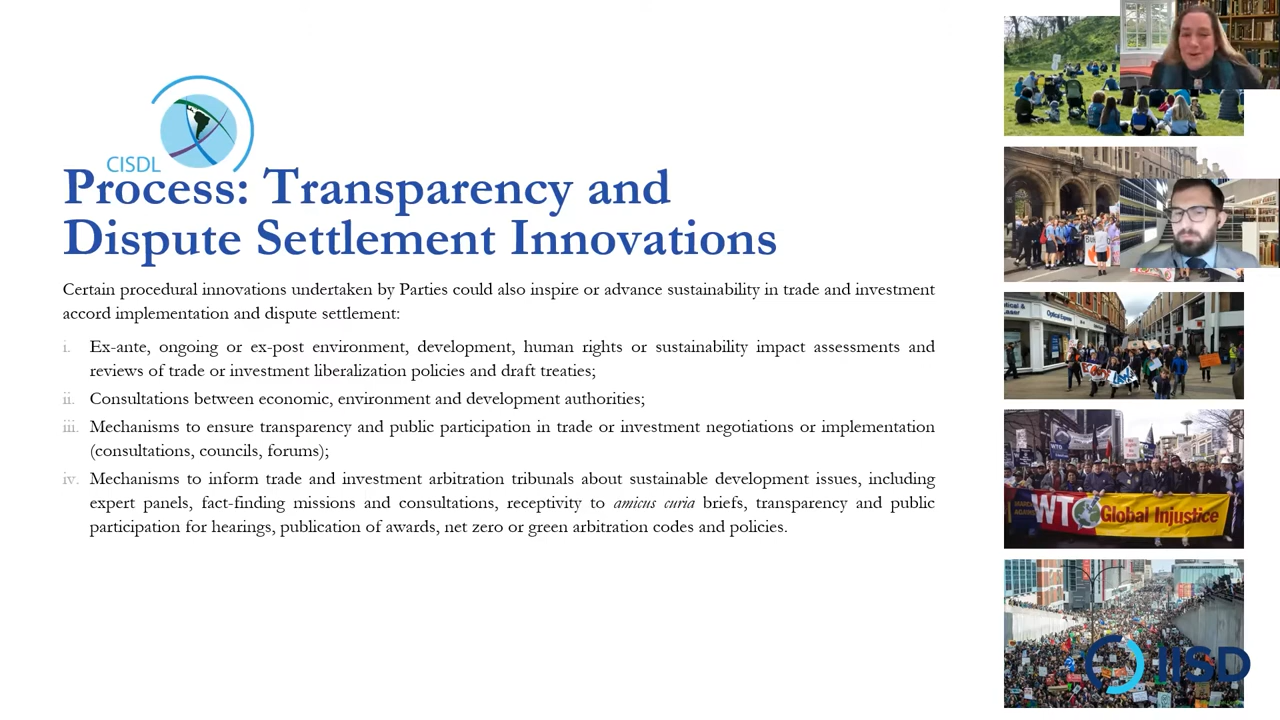 CISDL
Process: Transparency and
Dispute Settlement Innovations
Certain procedural innovations undertaken by Parties could also inspire or advance sustainability in trade and investment
accord implementation and dispute settlement:
i. Ex-ante, ongoing or ex-post environment, development, human rights or sustainability impact assessments and
reviews of trade or investment liberalization policies and draft treaties;
ii. Consultations between economic, environment and development authorities;
iii. Mechanisms to ensure transparency and public participation in trade or investment negotiations or implementation
(consultations, councils, forums);
iv. Mechanisms to inform trade and investment arbitration tribunals about sustainable development issues, including
expert panels, fact-finding missions and consultations, receptivity to amicus curia briefs, transparency and public
participation for hearings, publication of awards, net zero or green arbitration codes and policies.
Optical Express
WTO Global Injustice
IISD